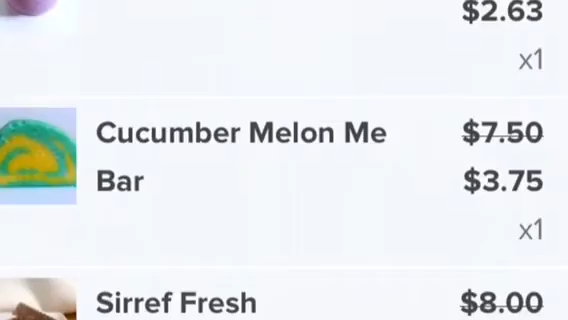 $2.63
x1
Cucumber Melon Me $7.50
Bar $3.75
x1
Sirref Fresh $8.00